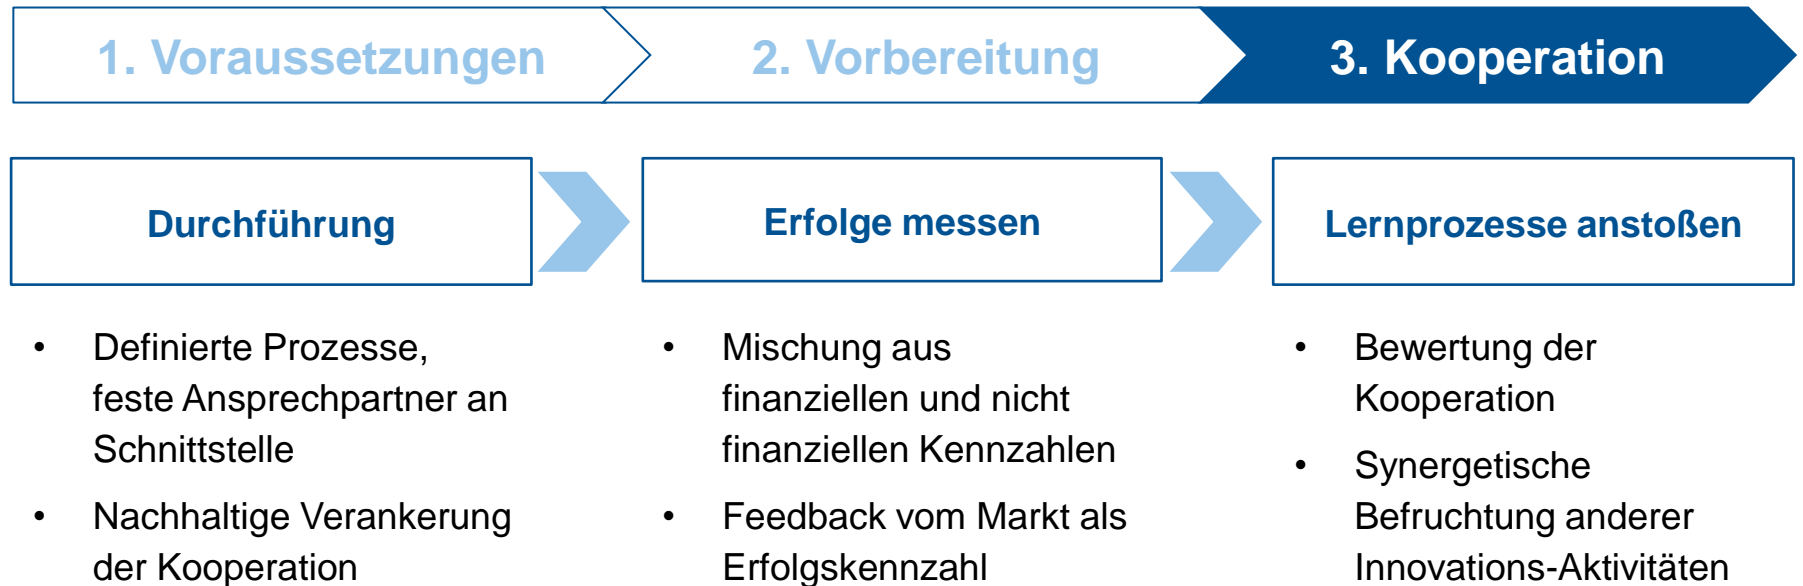 1. Voraussetzungen
2. Vorbereitung
3. Kooperation
Durchführung
Erfolge messen
Lernprozesse anstoßen
• Definierte Prozesse,
feste Ansprechpartner an
Schnittstelle
• Nachhaltige Verankerung
der Kooperation
• Mischung aus
finanziellen und nicht
finanziellen Kennzahlen
• Feedback vom Markt als
Erfolgskennzahl
• Bewertung der
Kooperation
• Synergetische
Befruchtung anderer
Innovations-Aktivitäten